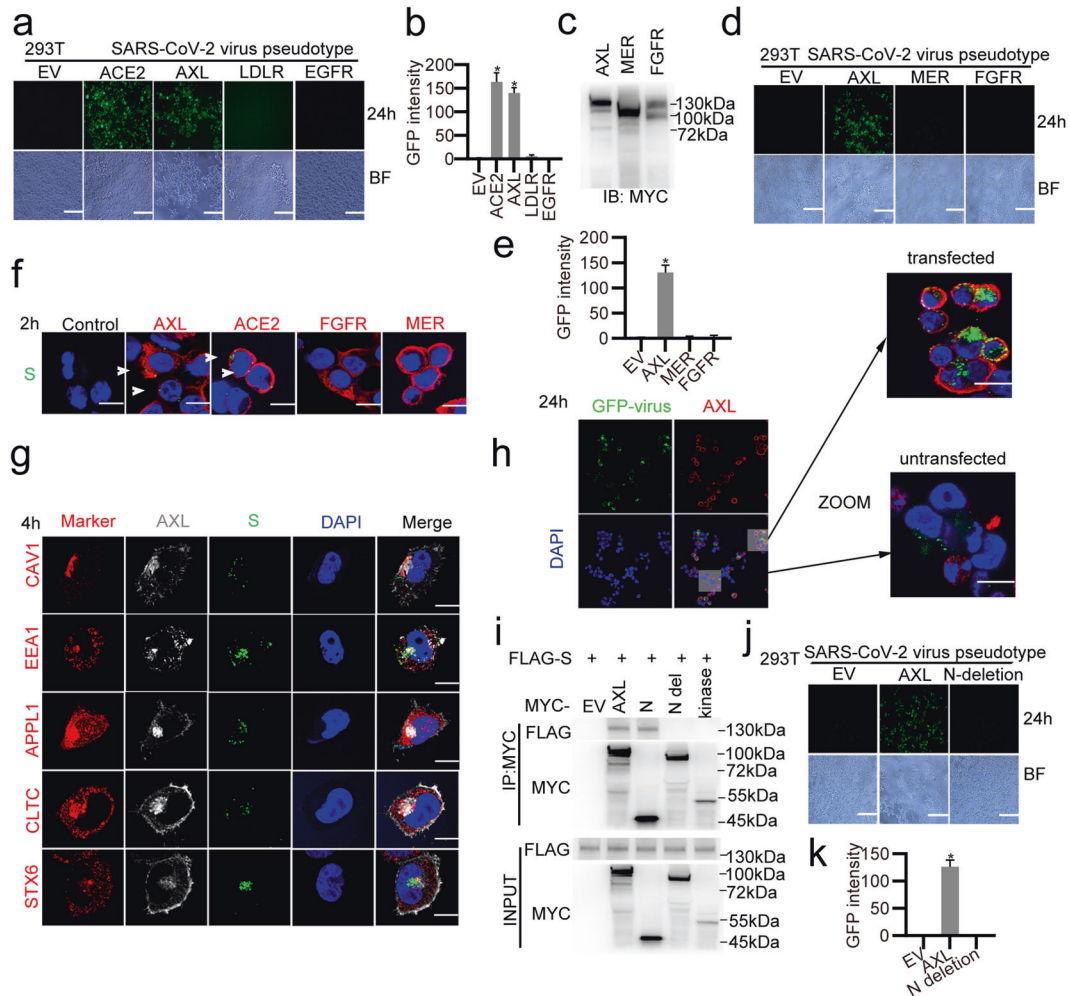 a
293T SARS-CoV-2 virus pseudotype
EV ACE2 AXL LDLR EGFR
24h
BF
b
GFP intensity
200
150
100
50
0
EV
ACE2
AXL
LDLR
EGFR
* *
c
AXL MER FGFR
-130kDa
-100kDa
-72kDa
IB: MYC
d
293T SARS-CoV-2 virus pseudotype
EV AXL MER FGFR
24h
BF
e
GFP intensity
200
150
100
50
0
*
EV
AXL
MER
FGFR
f
2h
Control AXL ACE2 FGFR MER
S
g
4h
Marker AXL S DAPI Merge
CAV1
EEA1
APPL1
CLTC
STX6
h
24h
GFP-virus AXL
DAPI
transfected
ZOOM
untransfected
i
FLAG-S + + + + +
MYC- EV AXL N N del kinase
IP:MYC
FLAG -130kDa
MYC
-100kDa
-72kDa
-55kDa
-45kDa
INPUT
FLAG -130kDa
MYC
-100kDa
-72kDa
-55kDa
-45kDa
j
293T SARS-CoV-2 virus pseudotype
EV AXL N-deletion
24h
BF
k
GFP intensity
150
100
50
0
*
EV
AXL
N deletion